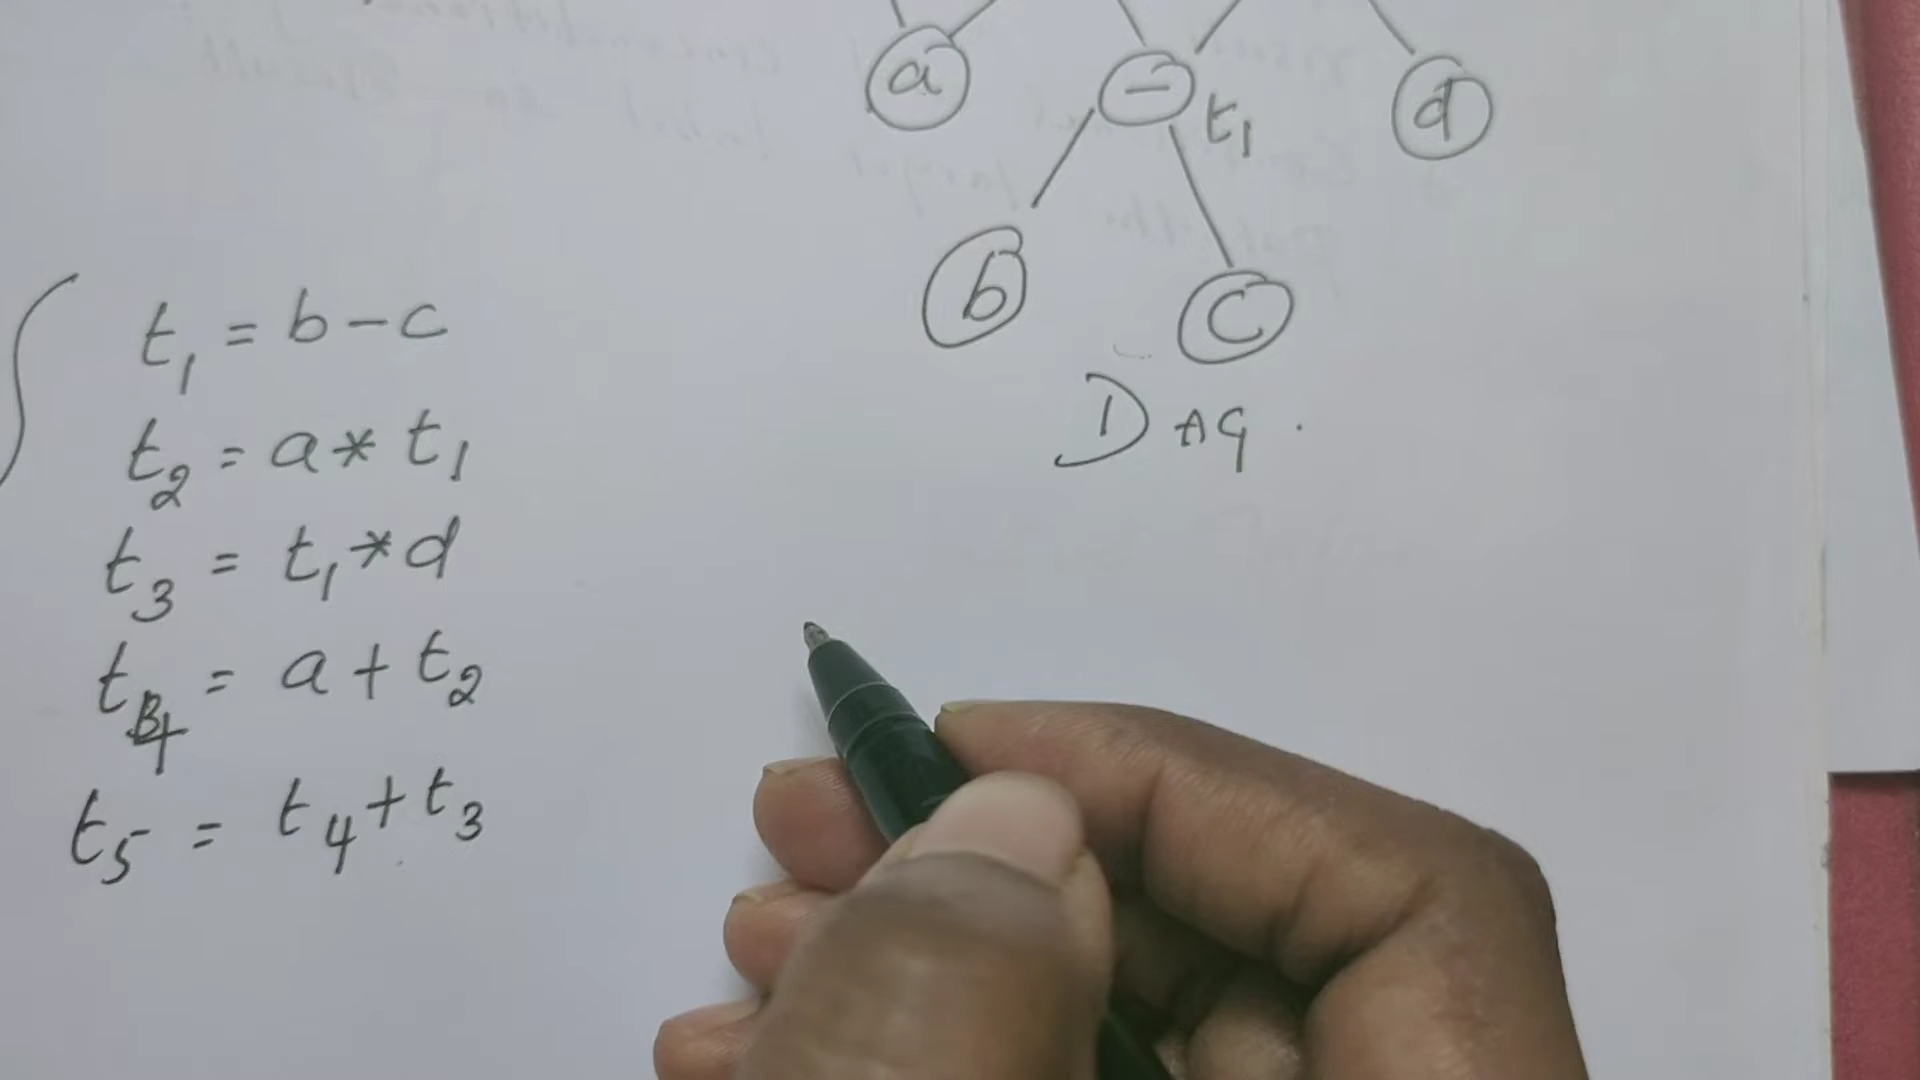 a
-
t1
d
b
c
DAG.
t1 = b - c
t2 = a * t1
t3 = t1 * d
t4 = a + t2
t5 = t4 + t3